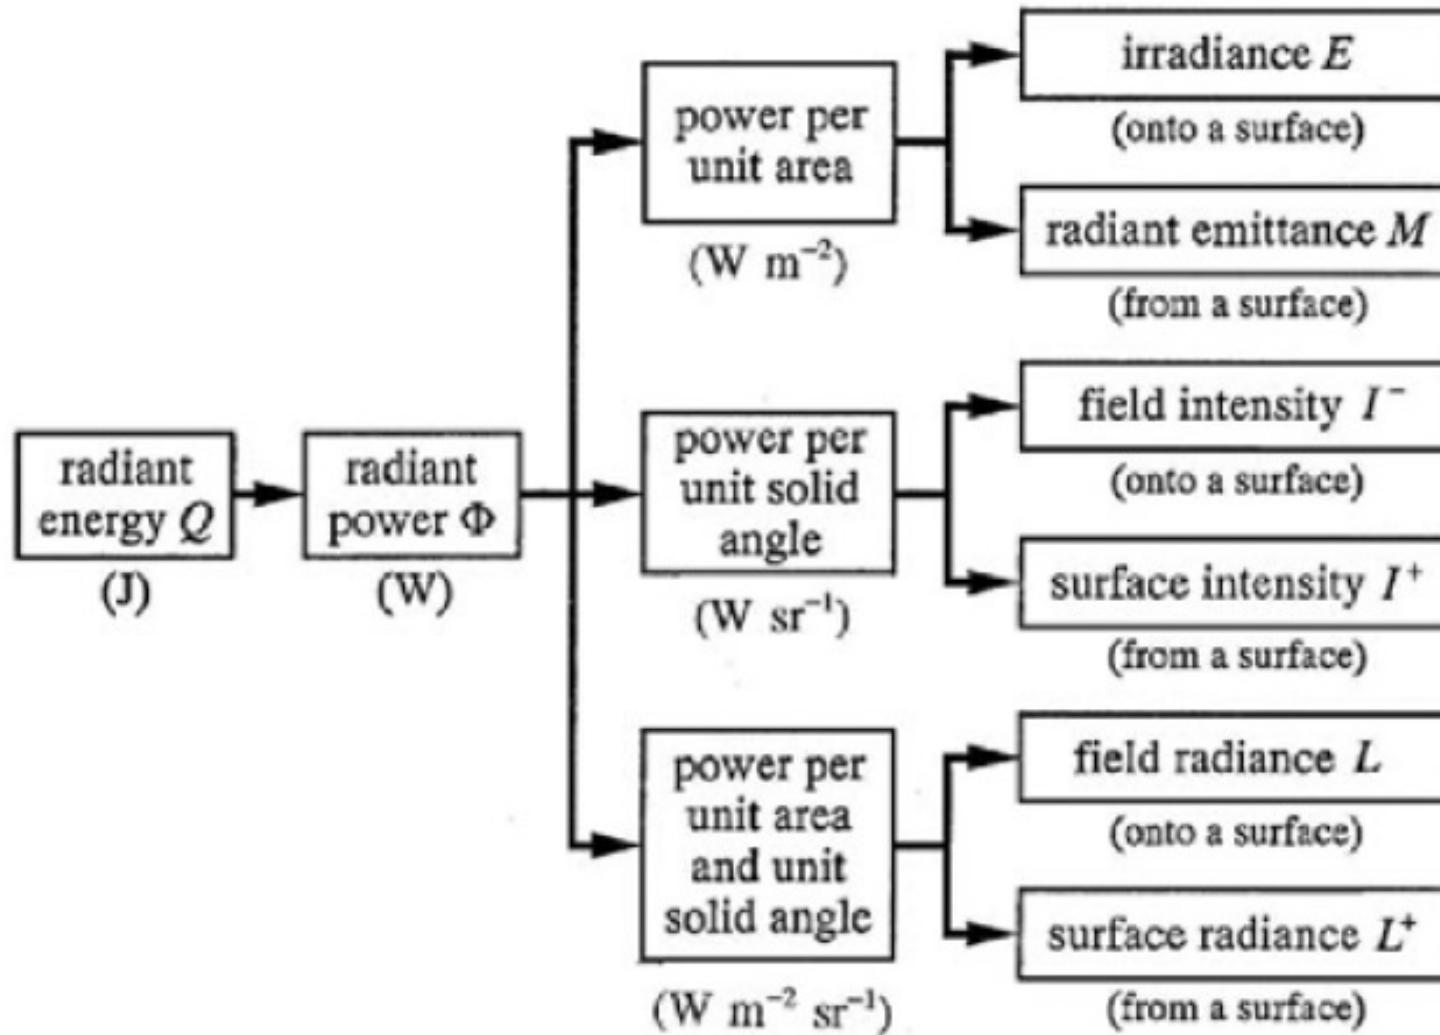 radiant
energy Q
(J)
radiant
power Φ
(W)
power per
unit area
(W m⁻²)
irradiance E
(onto a surface)
radiant emittance M
(from a surface)
power per
unit solid
angle
(W sr⁻¹)
field intensity I⁻
(onto a surface)
surface intensity I⁺
(from a surface)
power per
unit area
and unit
solid angle
(W m⁻² sr⁻¹)
field radiance L
(onto a surface)
surface radiance L⁺
(from a surface)